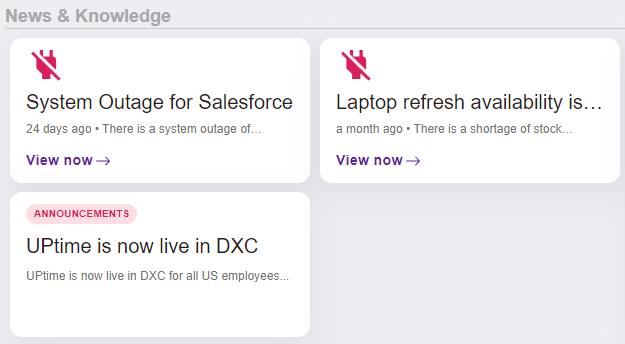 News & Knowledge
System Outage for Salesforce
24 days ago • There is a system outage of…
View now
Laptop refresh availability is…
a month ago • There is a shortage of stock…
View now
ANNOUNCEMENTS
UPtime is now live in DXC
UPtime is now live in DXC for all US employees...